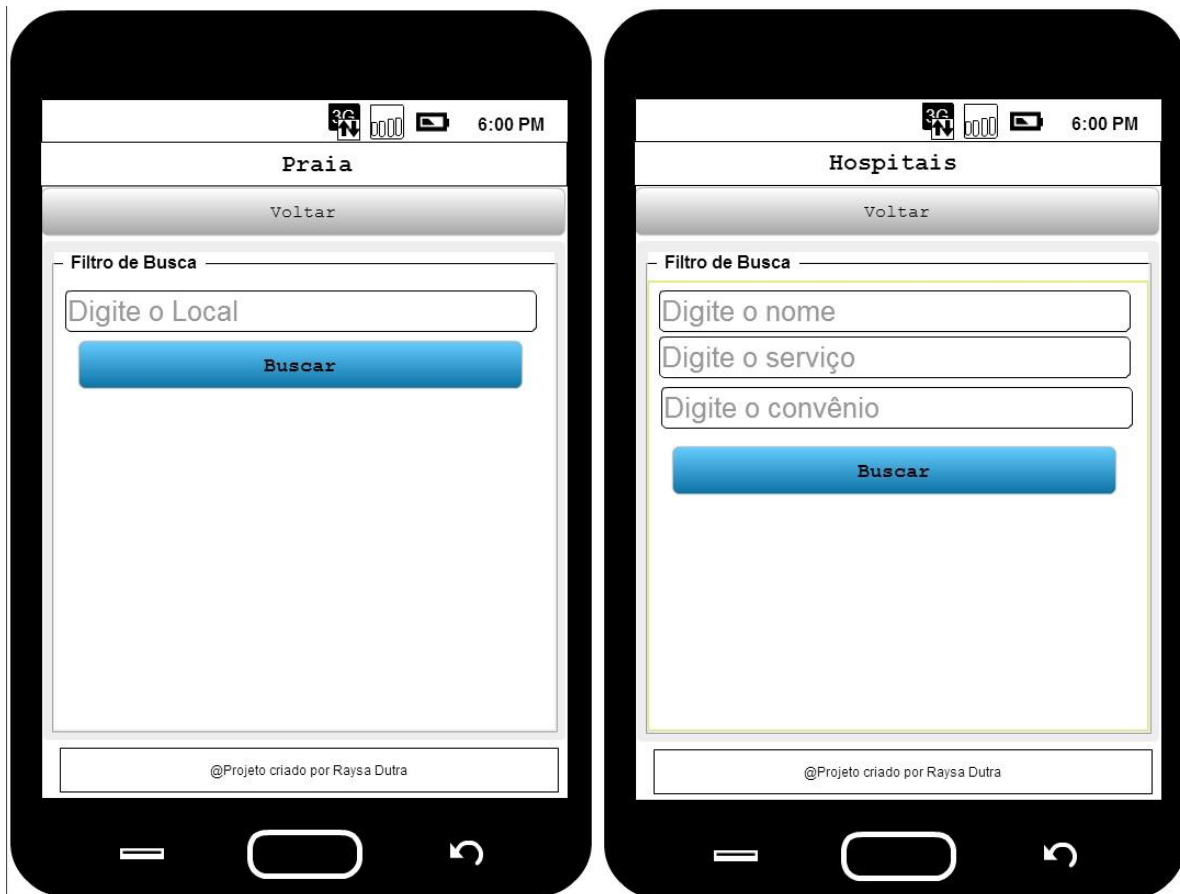 3G
6:00 PM
Praia
Voltar
Filtro de Busca
Digite o Local
Buscar
@Projeto criado por Raysa Dutra
3G
6:00 PM
Hospitais
Voltar
Filtro de Busca
Digite o nome
Digite o serviço
Digite o convênio
Buscar
@Projeto criado por Raysa Dutra